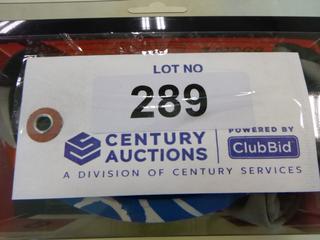 LOT NO
289
CENTURY AUCTIONS
POWERED BY
ClubBid
A DIVISION OF CENTURY SERVICES